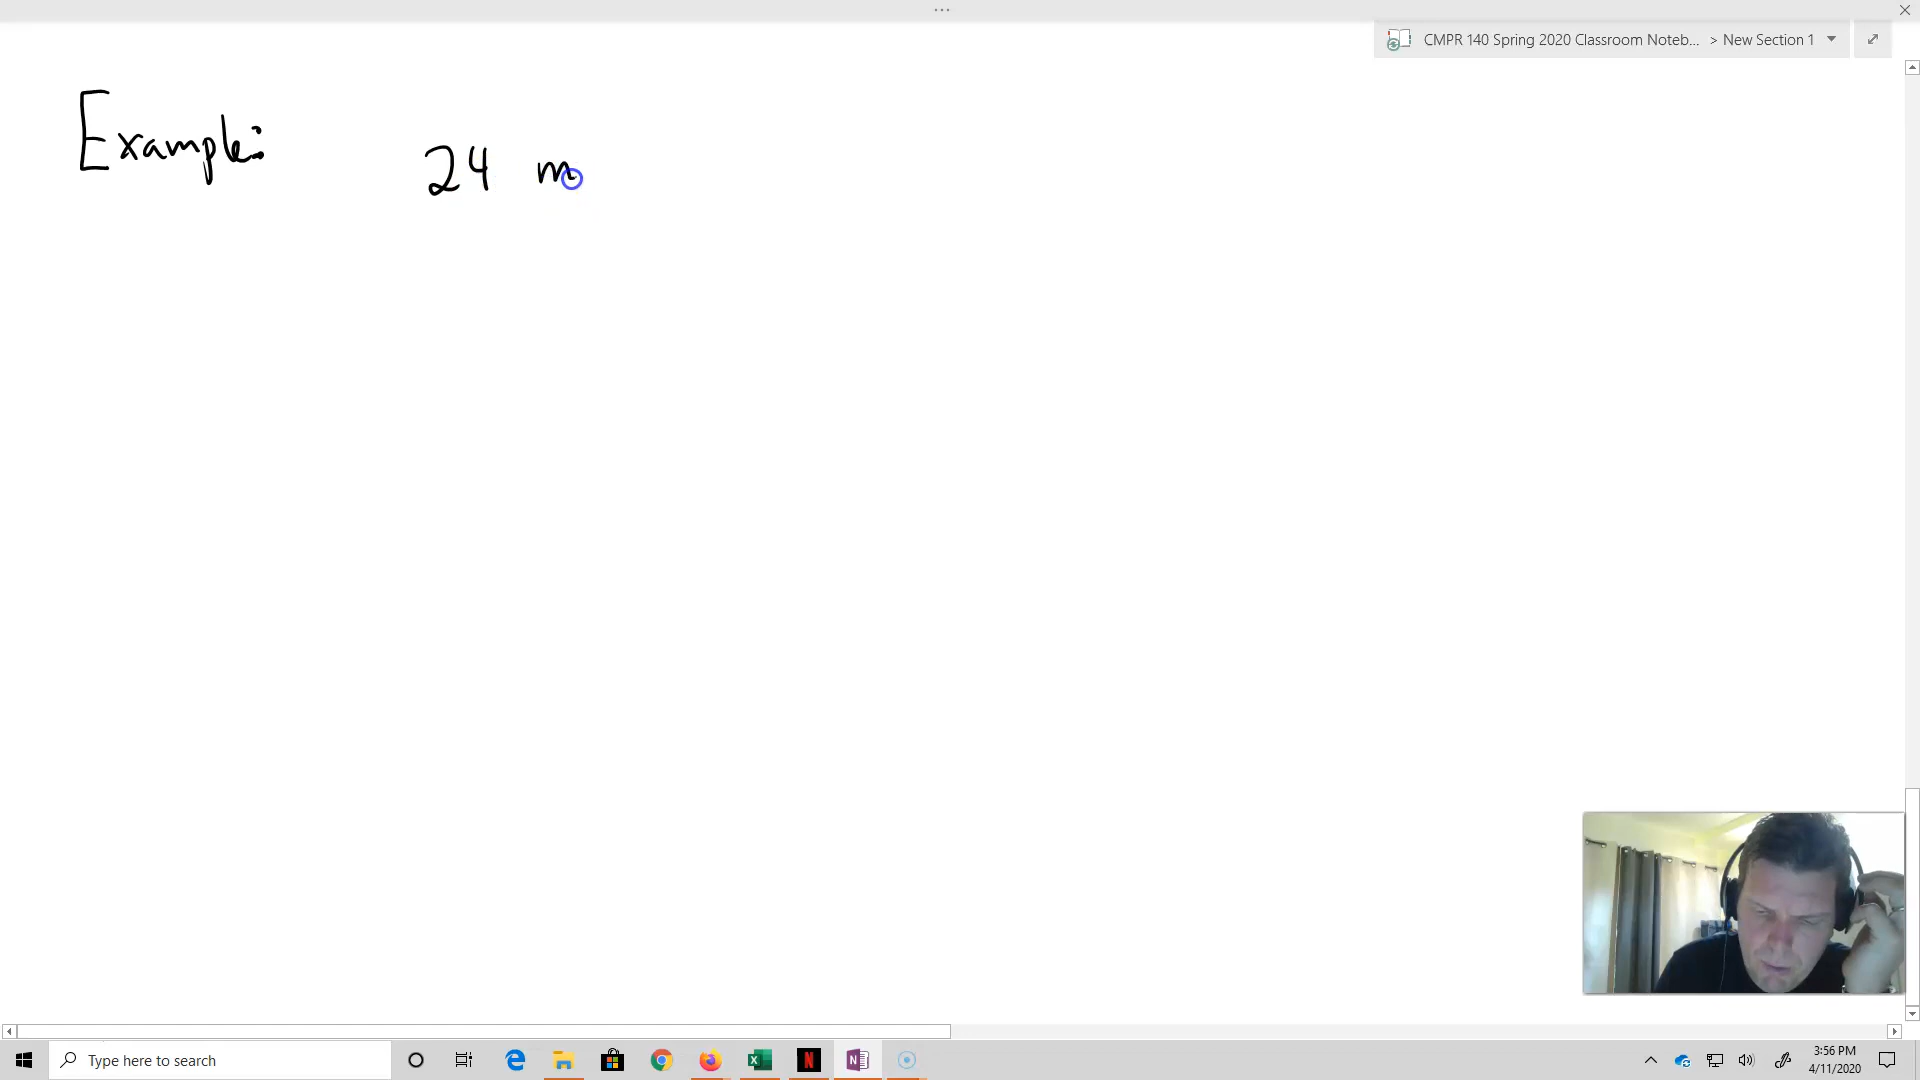 CMPR 140 Spring 2020 Classroom Noteb... > New Section 1
Example:
24 m
Type here to search
3:56 PM
4/11/2020